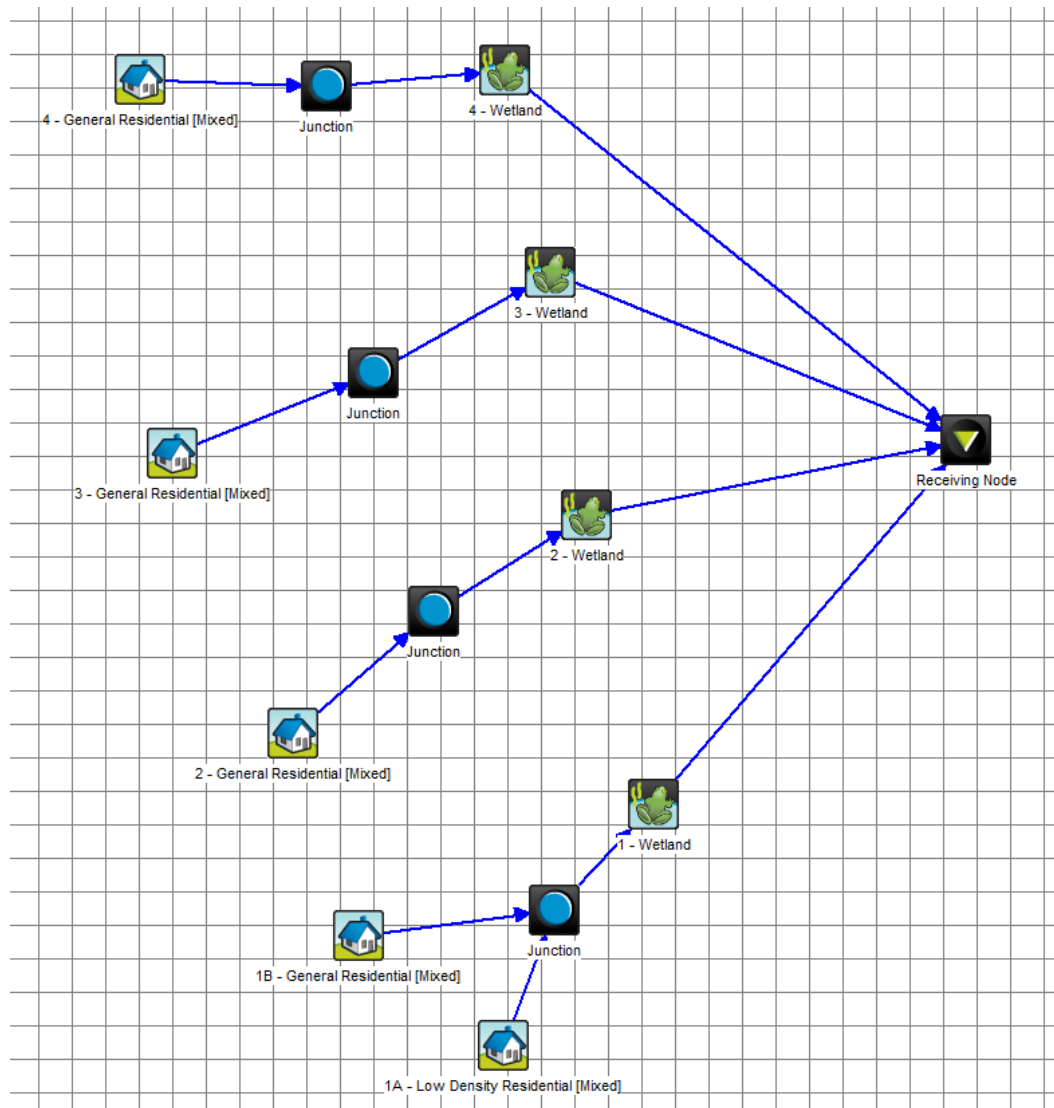 4 - Wetland
4 - General Residential [Mixed]
Junction
3 - Wetland
Junction
Receiving Node
3 - General Residential [Mixed]
2 - Wetland
Junction
2 - General Residential [Mixed]
1 - Wetland
Junction
1B - General Residential [Mixed]
1A - Low Density Residential [Mixed]